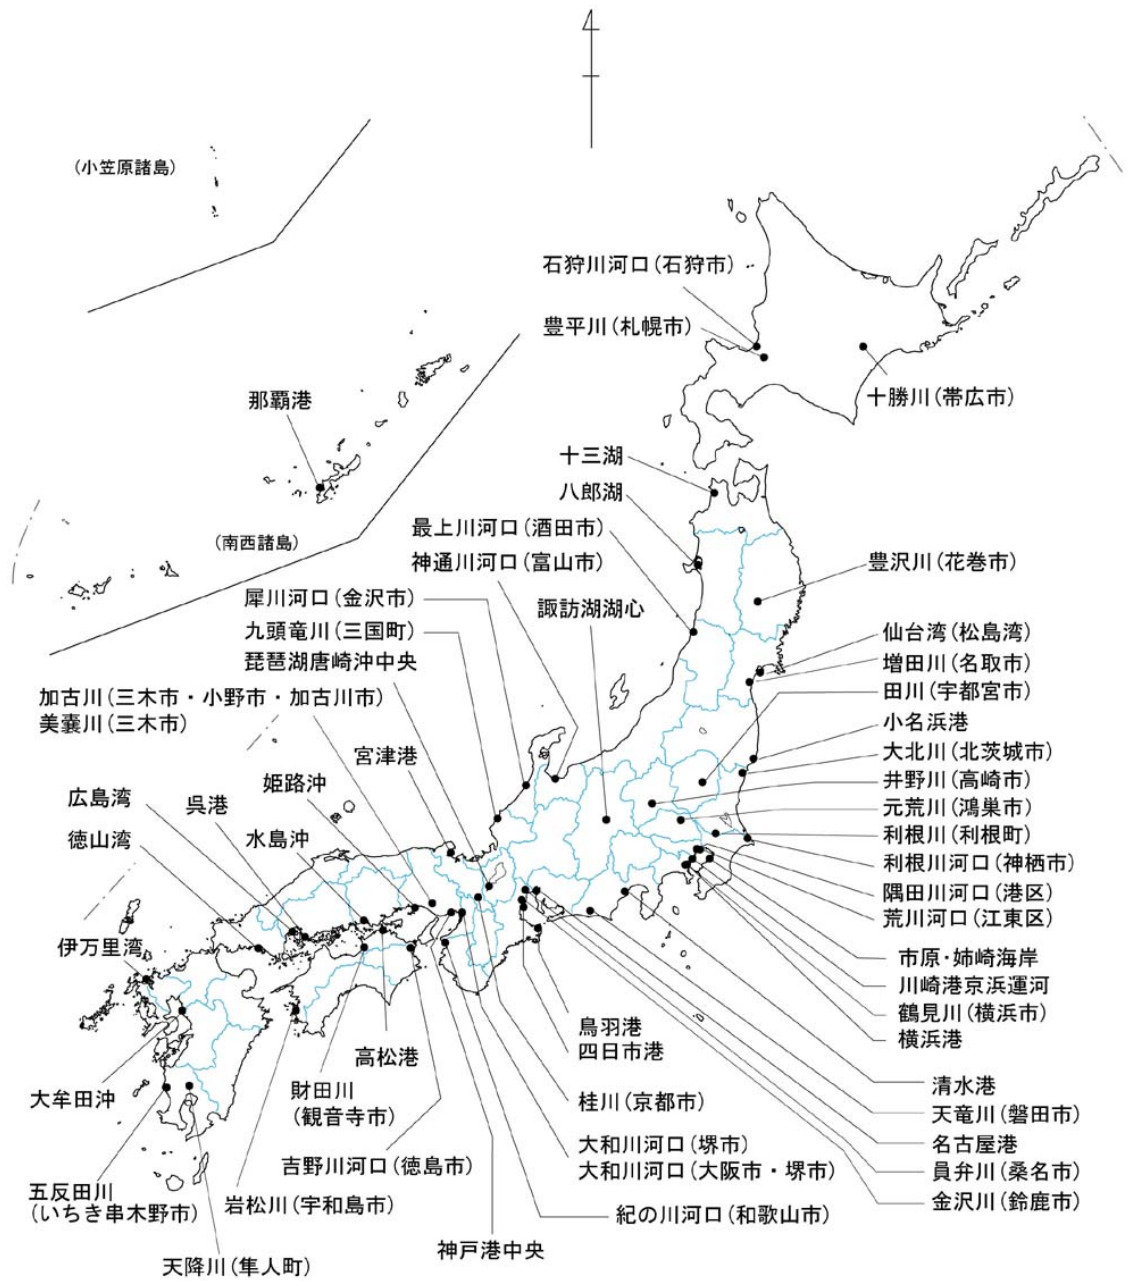 (小笠原諸島)
石狩川河口(石狩市)
豊平川(札幌市)
十勝川(帯広市)
那覇港
(南西諸島)
十三湖
八郎湖
最上川河口(酒田市)
神通川河口(富山市)
豊沢川(花巻市)
犀川河口(金沢市)
諏訪湖湖心
九頭竜川(三国町)
琵琶湖唐崎沖中央
仙台湾(松島湾)
増田川(名取市)
田川(宇都宮市)
加古川(三木市・小野市・加古川市)
美嚢川(三木市)
小名浜港
大北川(北茨城市)
宮津港
井野川(高崎市)
姫路沖
広島湾
呉港
元荒川(鴻巣市)
水島沖
徳山湾
利根川(利根町)
利根川河口(神栖市)
隅田川河口(港区)
荒川河口(江東区)
伊万里湾
市原・姉崎海岸
川崎港京浜運河
鶴見川(横浜市)
横浜港
鳥羽港
四日市港
高松港
清水港
大牟田沖
財田川
(観音寺市)
桂川(京都市)
天竜川(磐田市)
名古屋港
大和川河口(堺市)
大和川河口(大阪市・堺市)
吉野川河口(徳島市)
員弁川(桑名市)
五反田川
(いちき串木野市)
岩松川(宇和島市)
金沢川(鈴鹿市)
紀の川河口(和歌山市)
神戸港中央
天降川(隼人町)